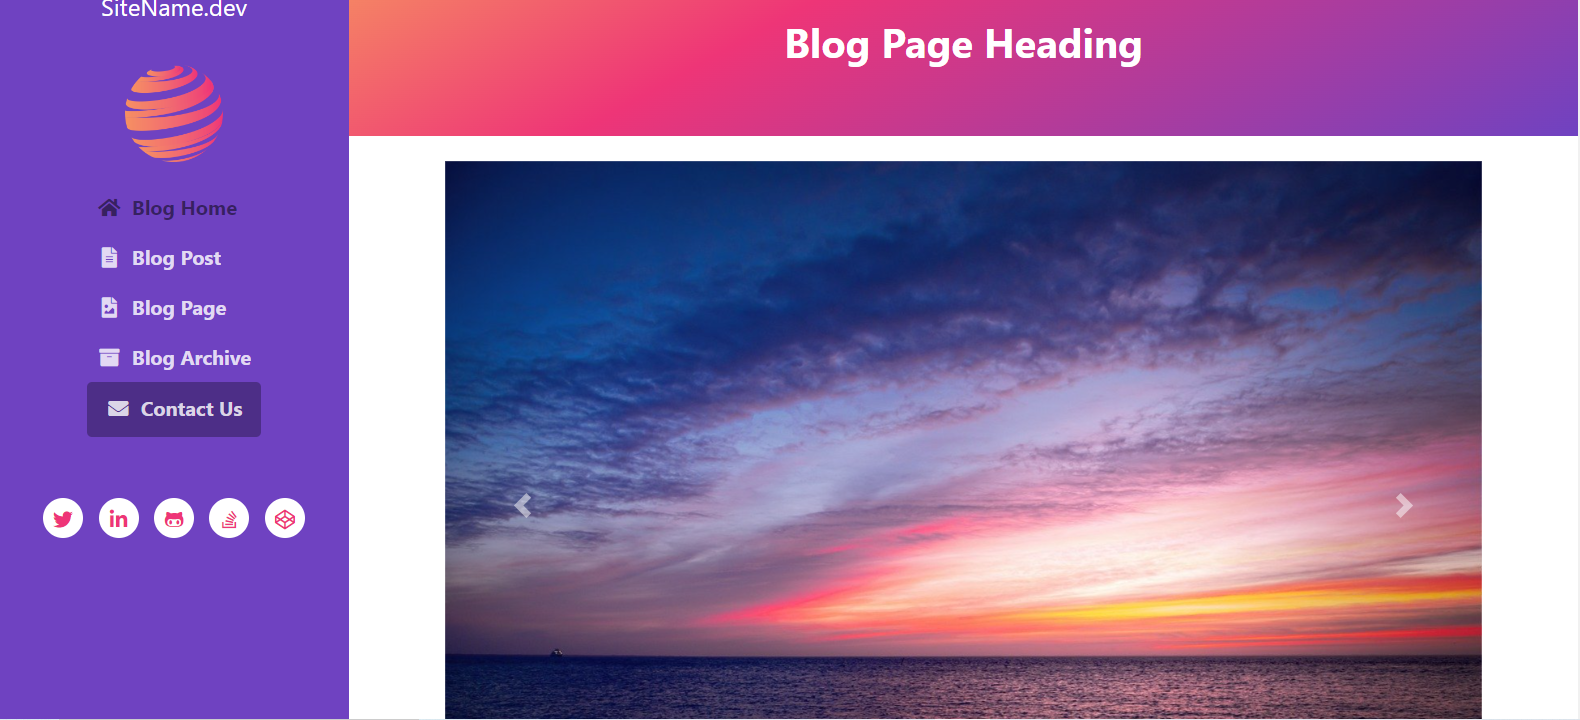 SiteName.dev
Blog Home
Blog Post
Blog Page
Blog Archive
Contact Us
in
Blog Page Heading